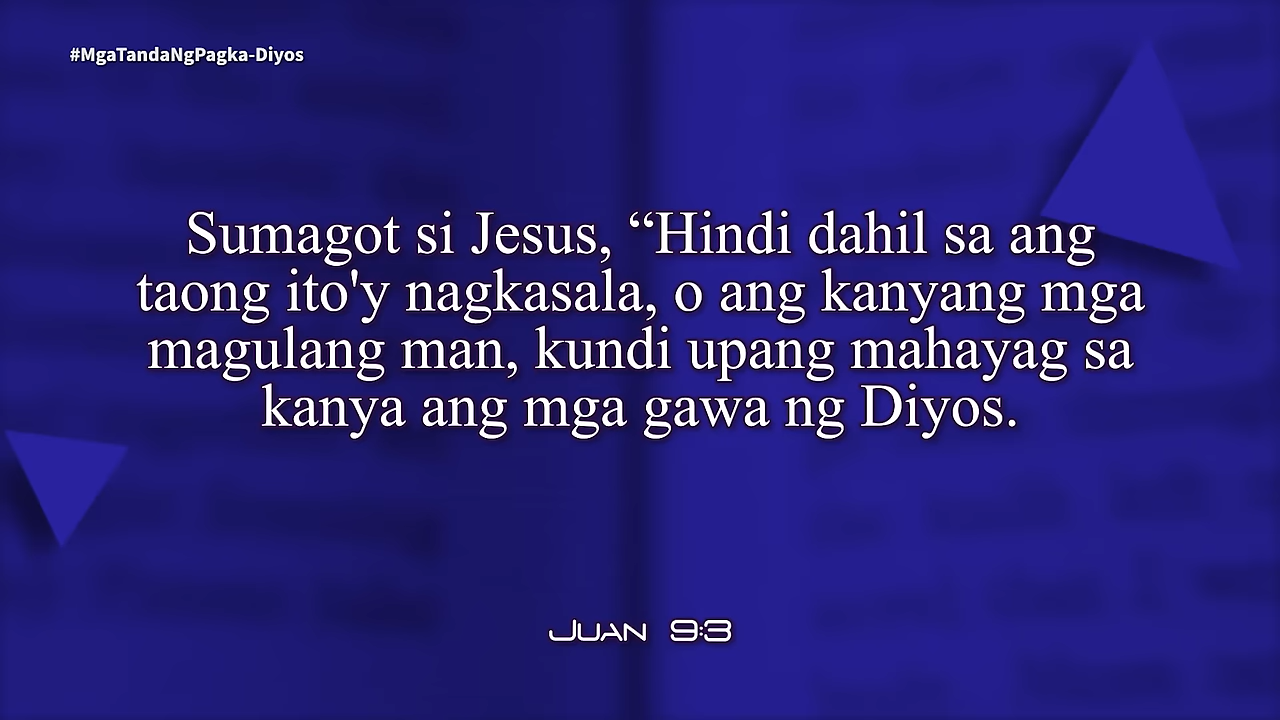 #MgaTandaNgPagka-Diyos
Sumagot si Jesus, “Hindi dahil sa ang
taong ito'y nagkasala, o ang kanyang mga
magulang man, kundi upang mahayag sa
kanya ang mga gawa ng Diyos.
Juan 9:3